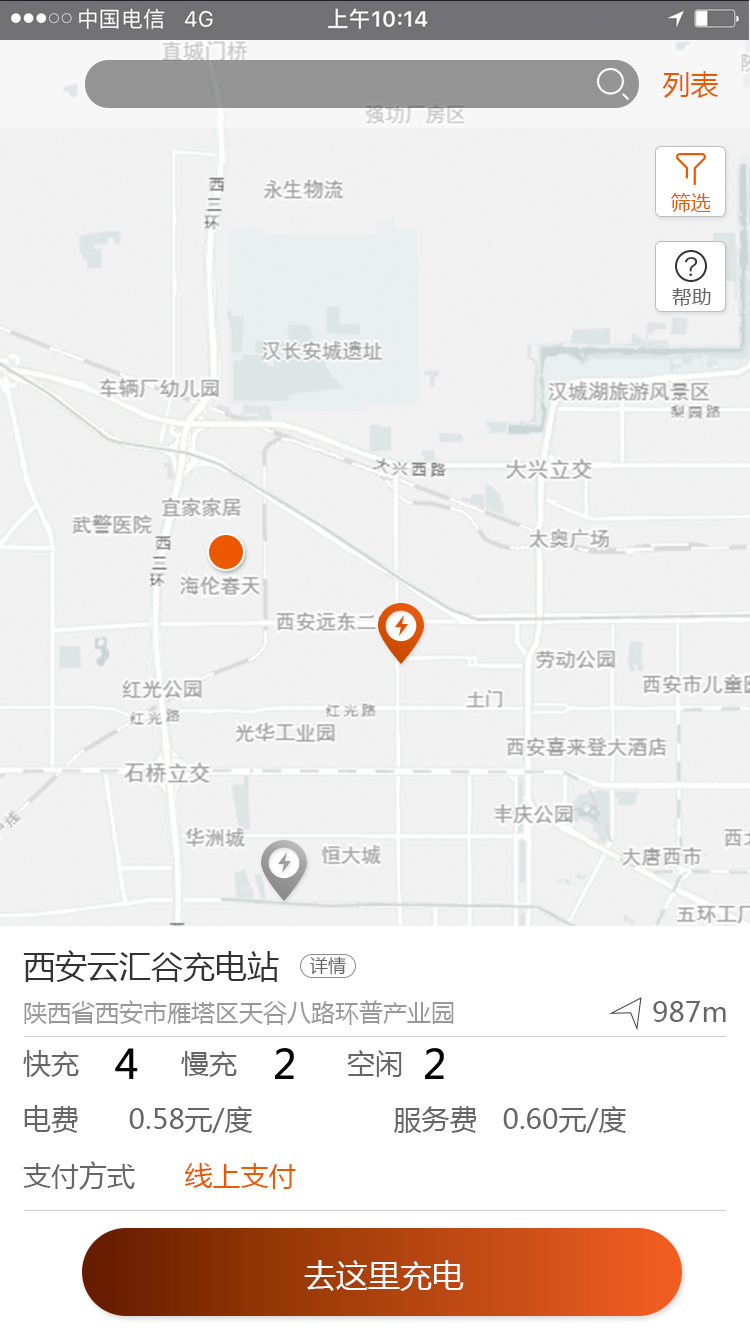 中国电信 4G 上午10:14
直城门桥
列表
强功厂房区
筛选
西三环
永生物流
帮助
汉长安城遗址
车辆厂幼儿园
汉城湖旅游风景区
梨园路
大兴西路
大兴立交
宜家家居
武警医院
西三环
太奥广场
海伦春天
西安远东二
劳动公园
西安市儿童医
红光公园
红光路
红光路
土门
光华工业园
西安喜来登大酒店
石桥立交
丰庆公园
华洲城
恒大城
大唐西市
西北
五环工厂
西安云汇谷充电站 详情
陕西省西安市雁塔区天谷八路环普产业园 987m
快充 4 慢充 2 空闲 2
电费 0.58元/度 服务费 0.60元/度
支付方式 线上支付
去这里充电